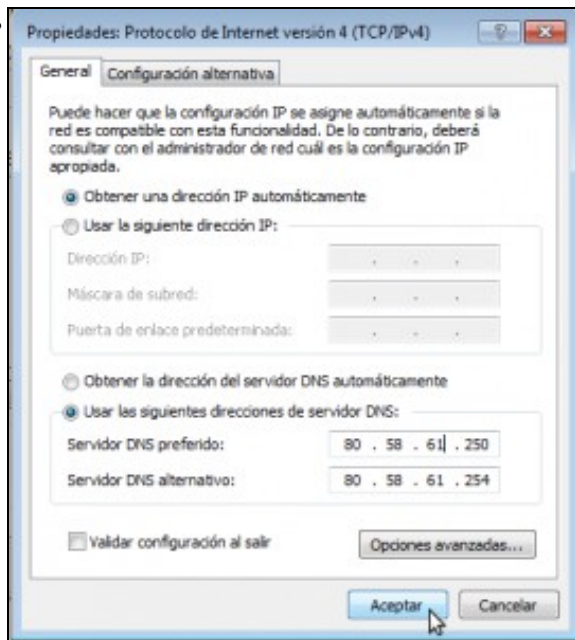 Propiedades: Protocolo de Internet versión 4 (TCP/IPv4)
General
Configuración alternativa
Puede hacer que la configuración IP se asigne automáticamente si la
red es compatible con esta funcionalidad. De lo contrario, deberá
consultar con el administrador de red cuál es la configuración IP
apropiada.
Obtener una dirección IP automáticamente
Usar la siguiente dirección IP:
Dirección IP:
Máscara de subred:
Puerta de enlace predeterminada:
Obtener la dirección del servidor DNS automáticamente
Usar las siguientes direcciones de servidor DNS:
Servidor DNS preferido: 80 . 58 . 61 . 250
Servidor DNS alternativo: 80 . 58 . 61 . 254
Validar configuración al salir
Opciones avanzadas...
Aceptar
Cancelar